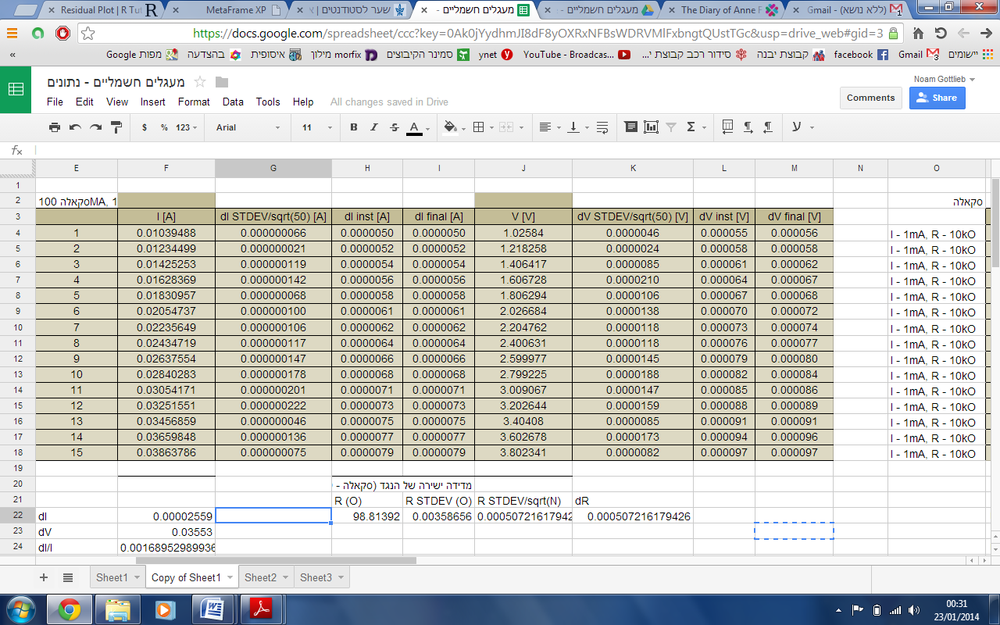 Residual Plot | R Tut
MetaFrame XP
שער לסטודנטים | א
מעגלים חשמליים -
מעגלים חשמליים -
The Diary of Anne F
Gmail - (ללא נושא)
https://docs.google.com/spreadsheet/ccc?key=0Ak0jYydhmJI8dF8yOXRxNFBsWDRVMlFxbngtQUstTGc&usp=drive_web#gid=3
« מפות Google בהצדעה איסופית מילון morfix סמינר הקיבוצים ynet YouTube - Broadcas... סידור רכב קבוצת י... קבוצת יבנה facebook Gmail יישומים
מעגלים חשמליים - נתונים
Noam Gottlieb
File Edit View Insert Format Data Tools Help All changes saved in Drive
Comments Share
$ % 123 Arial 11 B I S A Σ ע
fx
E F G H I J K L M N O
1
2 סקאלה 100MA, 1 סקאלה
3 I [A] dI STDEV/sqrt(50) [A] dI inst [A] dI final [A] V [V] dV STDEV/sqrt(50) [V] dV inst [V] dV final [V]
4 1 0.01039488 0.000000066 0.0000050 0.0000050 1.02584 0.0000046 0.000055 0.000056 I - 1mA, R - 10kO
5 2 0.01234499 0.000000021 0.0000052 0.0000052 1.218258 0.0000024 0.000058 0.000058 I - 1mA, R - 10kO
6 3 0.01425253 0.000000119 0.0000054 0.0000054 1.406417 0.0000085 0.000061 0.000062 I - 1mA, R - 10kO
7 4 0.01628369 0.000000142 0.0000056 0.0000056 1.606728 0.0000210 0.000064 0.000067 I - 1mA, R - 10kO
8 5 0.01830957 0.000000068 0.0000058 0.0000058 1.806294 0.0000106 0.000067 0.000068 I - 1mA, R - 10kO
9 6 0.02054737 0.000000100 0.0000061 0.0000061 2.026684 0.0000138 0.000070 0.000072 I - 1mA, R - 10kO
10 7 0.02235649 0.000000106 0.0000062 0.0000062 2.204762 0.0000118 0.000073 0.000074 I - 1mA, R - 10kO
11 8 0.02434719 0.000000117 0.0000064 0.0000064 2.400631 0.0000118 0.000076 0.000077 I - 1mA, R - 10kO
12 9 0.02637554 0.000000147 0.0000066 0.0000066 2.599977 0.0000145 0.000079 0.000080 I - 1mA, R - 10kO
13 10 0.02840283 0.000000178 0.0000068 0.0000068 2.799225 0.0000188 0.000082 0.000084 I - 1mA, R - 10kO
14 11 0.03054171 0.000000201 0.0000071 0.0000071 3.009067 0.0000147 0.000085 0.000086 I - 1mA, R - 10kO
15 12 0.03251551 0.000000222 0.0000073 0.0000073 3.202644 0.0000159 0.000088 0.000089 I - 1mA, R - 10kO
16 13 0.03456859 0.000000046 0.0000075 0.0000075 3.40408 0.0000085 0.000091 0.000091 I - 1mA, R - 10kO
17 14 0.03659848 0.000000136 0.0000077 0.0000077 3.602678 0.0000173 0.000094 0.000096 I - 1mA, R - 10kO
18 15 0.03863786 0.000000075 0.0000079 0.0000079 3.802341 0.0000082 0.000097 0.000097 I - 1mA, R - 10kO
19
20 מדידה ישירה של הנגד (סקאלה -
21 R (O) R STDEV (O) R STDEV/sqrt(N) dR
22 dI 0.00002559 98.81392 0.00358656 0.00050721617942 0.000507216179426
23 dV 0.03553
24 dI/I 0.00168952989936
Sheet1 Copy of Sheet1 Sheet2 Sheet3
00:31
23/01/2014